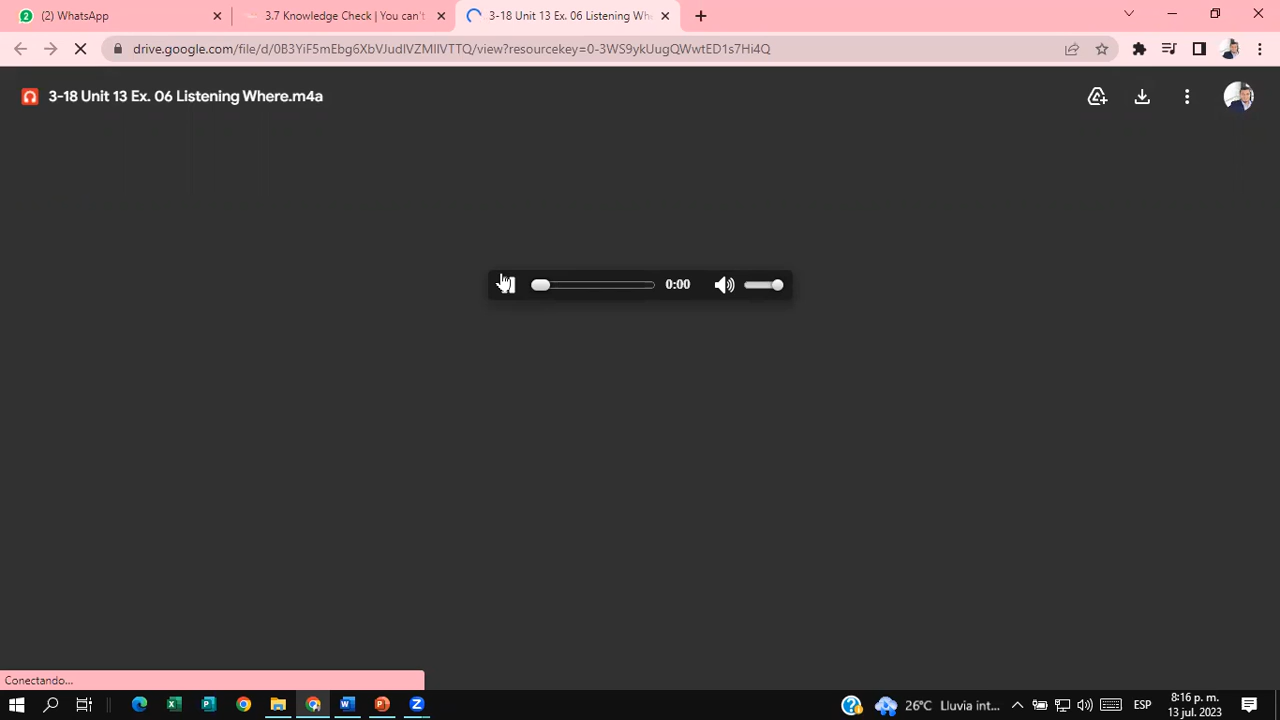 (2) WhatsApp
3.7 Knowledge Check | You can't
3-18 Unit 13 Ex. 06 Listening Whe
drive.google.com/file/d/0B3YiF5mEbg6XbVJudlVZMllVTTQ/view?resourcekey=0-3WS9ykUugQWwtED1s7Hi4Q
3-18 Unit 13 Ex. 06 Listening Where.m4a
0:00
Conectando...
26°C Lluvia int...
ESP
8:16 p. m.
13 jul. 2023